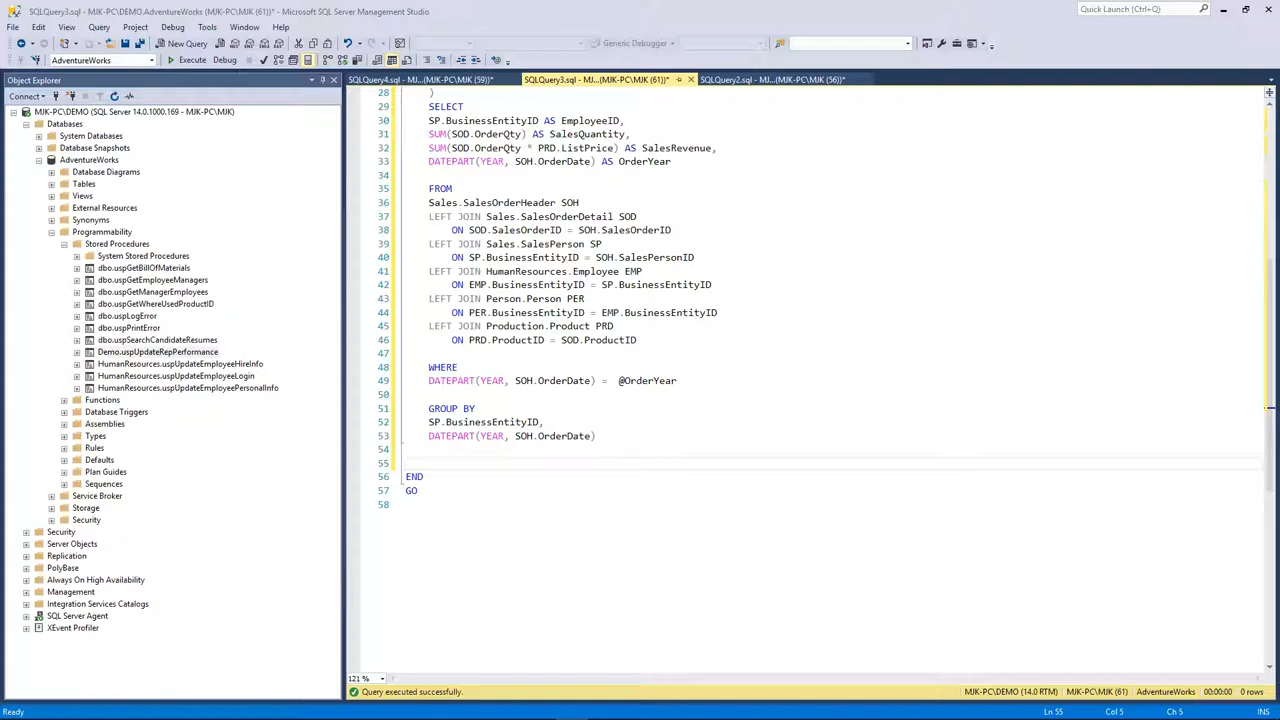 SQLQuery3.sql - MJK-PC\DEMO.AdventureWorks (MJK-PC\MJK (61))* - Microsoft SQL Server Management Studio
Quick Launch (Ctrl+Q)
File Edit View Query Project Debug Tools Window Help
New Query
Generic Debugger
AdventureWorks
Execute Debug
Object Explorer
Connect
MJK-PC\DEMO (SQL Server 14.0.1000.169 - MJK-PC\MJK)
Databases
System Databases
Database Snapshots
AdventureWorks
Database Diagrams
Tables
Views
External Resources
Synonyms
Programmability
Stored Procedures
System Stored Procedures
dbo.uspGetBillOfMaterials
dbo.uspGetEmployeeManagers
dbo.uspGetManagerEmployees
dbo.uspGetWhereUsedProductID
dbo.uspLogError
dbo.uspPrintError
dbo.uspSearchCandidateResumes
Demo.uspUpdateRepPerformance
HumanResources.uspUpdateEmployeeHireInfo
HumanResources.uspUpdateEmployeeLogin
HumanResources.uspUpdateEmployeePersonalInfo
Functions
Database Triggers
Assemblies
Types
Rules
Defaults
Plan Guides
Sequences
Service Broker
Storage
Security
Security
Server Objects
Replication
PolyBase
Always On High Availability
Management
Integration Services Catalogs
SQL Server Agent
XEvent Profiler
SQLQuery4.sql - MJ...(MJK-PC\MJK (59))*
SQLQuery3.sql - MJ...(MJK-PC\MJK (61))*
SQLQuery2.sql - MJ...(MJK-PC\MJK (56))*
28 )
29 SELECT
30 SP.BusinessEntityID AS EmployeeID,
31 SUM(SOD.OrderQty) AS SalesQuantity,
32 SUM(SOD.OrderQty * PRD.ListPrice) AS SalesRevenue,
33 DATEPART(YEAR, SOH.OrderDate) AS OrderYear
34
35 FROM
36 Sales.SalesOrderHeader SOH
37 LEFT JOIN Sales.SalesOrderDetail SOD
38 ON SOD.SalesOrderID = SOH.SalesOrderID
39 LEFT JOIN Sales.SalesPerson SP
40 ON SP.BusinessEntityID = SOH.SalesPersonID
41 LEFT JOIN HumanResources.Employee EMP
42 ON EMP.BusinessEntityID = SP.BusinessEntityID
43 LEFT JOIN Person.Person PER
44 ON PER.BusinessEntityID = EMP.BusinessEntityID
45 LEFT JOIN Production.Product PRD
46 ON PRD.ProductID = SOD.ProductID
47
48 WHERE
49 DATEPART(YEAR, SOH.OrderDate) = @OrderYear
50
51 GROUP BY
52 SP.BusinessEntityID,
53 DATEPART(YEAR, SOH.OrderDate)
54
55
56 END
57 GO
58
121 %
Query executed successfully.
MJK-PC\DEMO (14.0 RTM) MJK-PC\MJK (61) AdventureWorks 00:00:00 0 rows
Ready
Ln 55 Col 5 Ch 5 INS